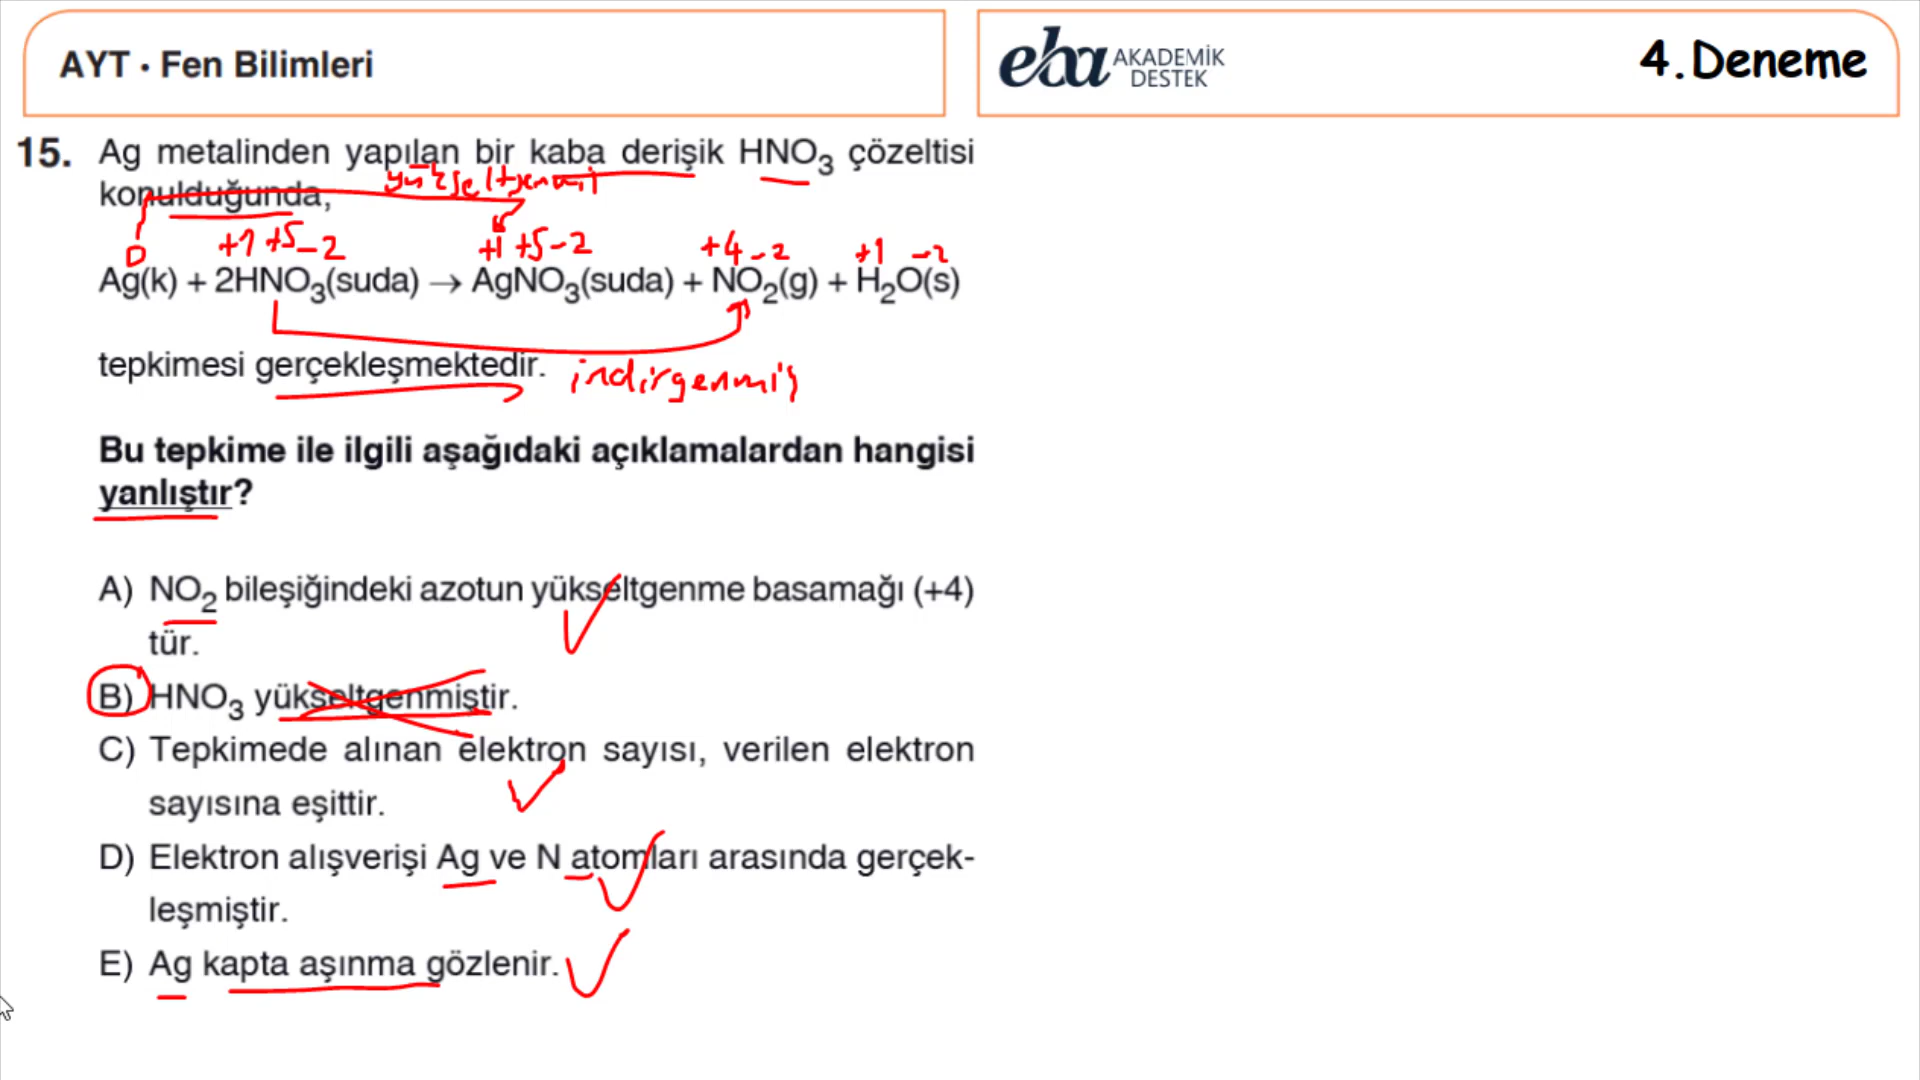 AYT • Fen Bilimleri
eba AKADEMİK DESTEK
4.Deneme
15. Ag metalinden yapılan bir kaba derişik HNO3 çözeltisi
yükseltgenmiş
konulduğunda,
0 +1 +5 -2 +1 +5 -2 +4 -2 +1 -2
Ag(k) + 2HNO3(suda) → AgNO3(suda) + NO2(g) + H2O(s)
tepkimesi gerçekleşmektedir. indirgenmiş
Bu tepkime ile ilgili aşağıdaki açıklamalardan hangisi
yanlıştır?
A) NO2 bileşiğindeki azotun yükseltgenme basamağı (+4)
tür.
B) HNO3 yükseltgenmiştir.
C) Tepkimede alınan elektron sayısı, verilen elektron
sayısına eşittir.
D) Elektron alışverişi Ag ve N atomları arasında gerçek-
leşmiştir.
E) Ag kapta aşınma gözlenir.